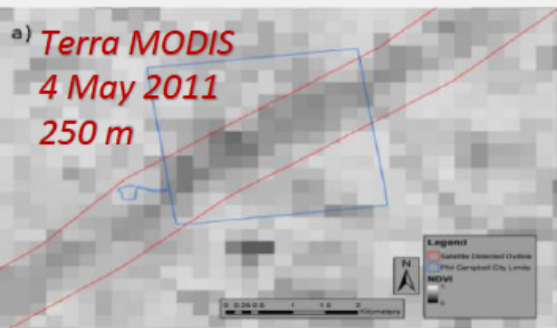 a) Terra MODIS
4 May 2011
250 m
N
Legend
Satellite Detected Outline
Phil Campbell City Limits
NDVI
Kilometers